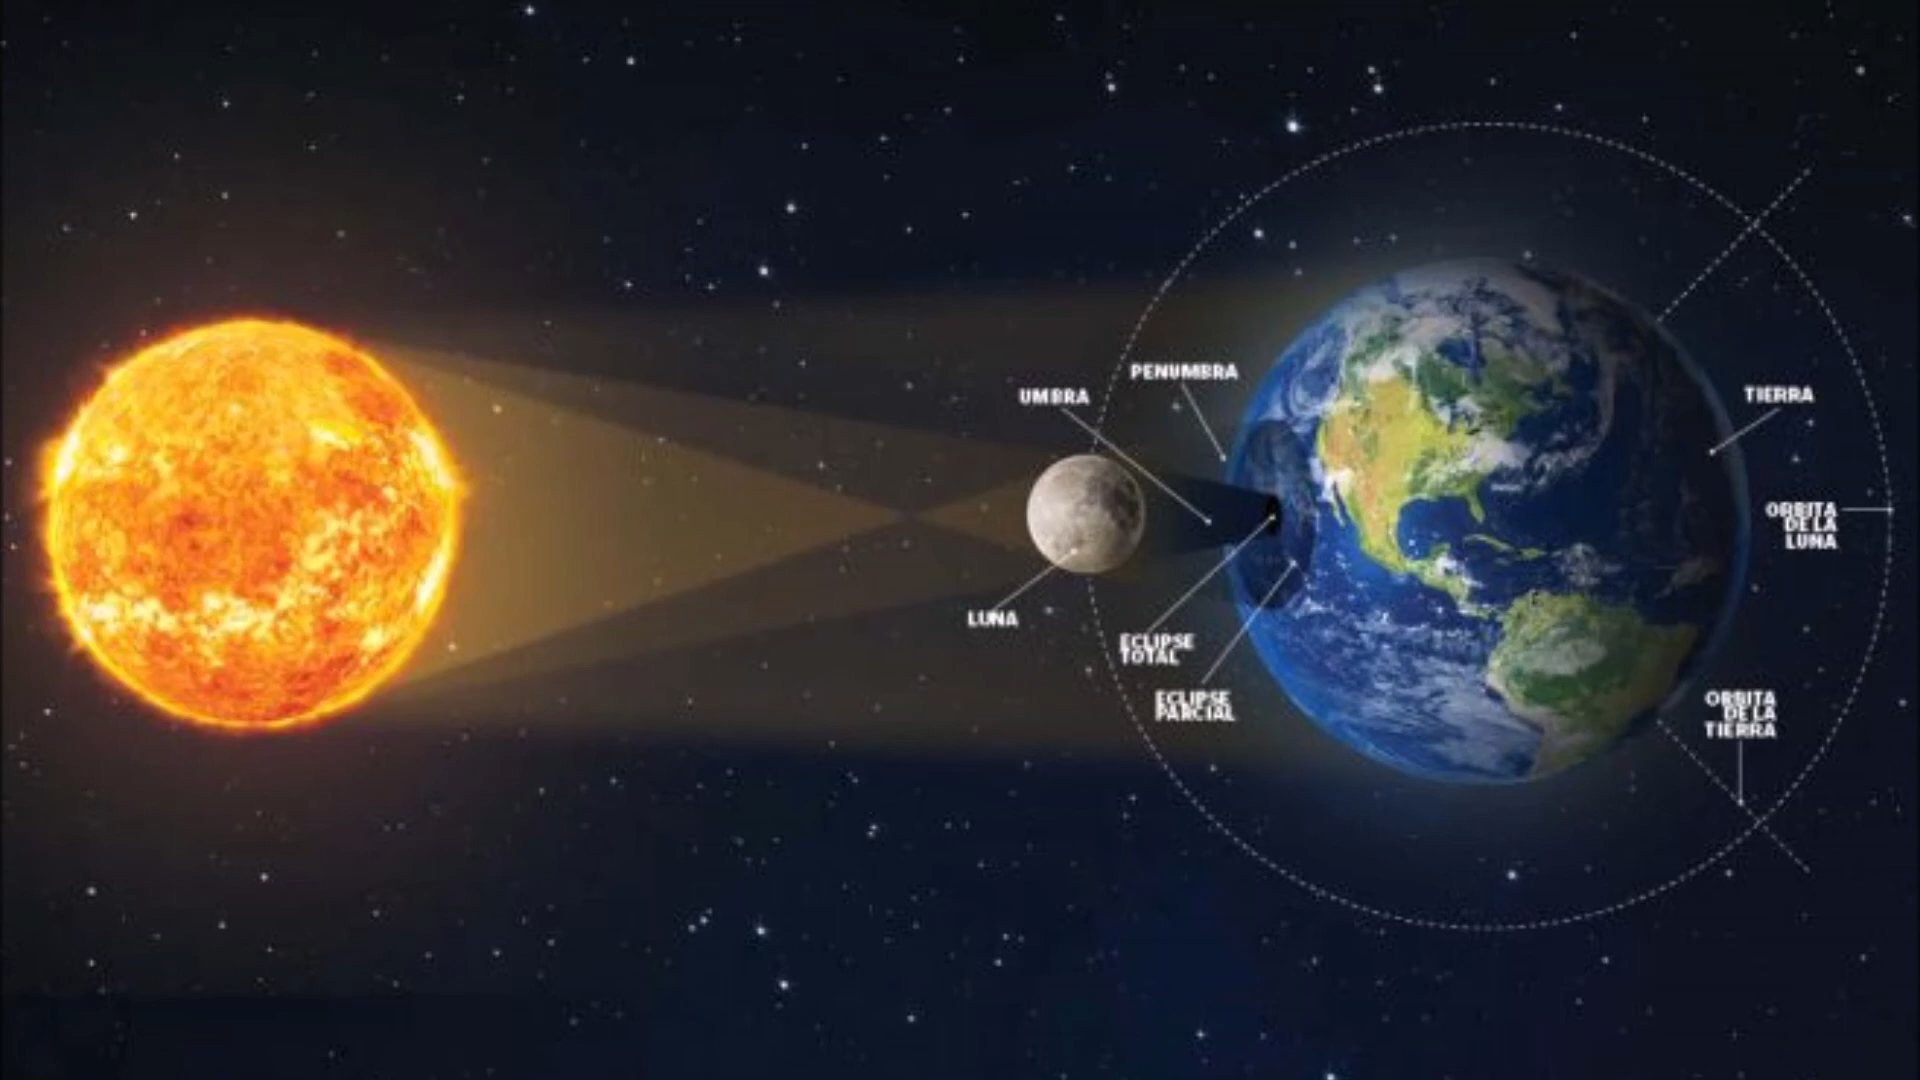 PENUMBRA
UMBRA
TIERRA
ORBITA
DE LA
LUNA
LUNA
ECLIPSE
TOTAL
ECLIPSE
PARCIAL
ORBITA
DE LA
TIERRA